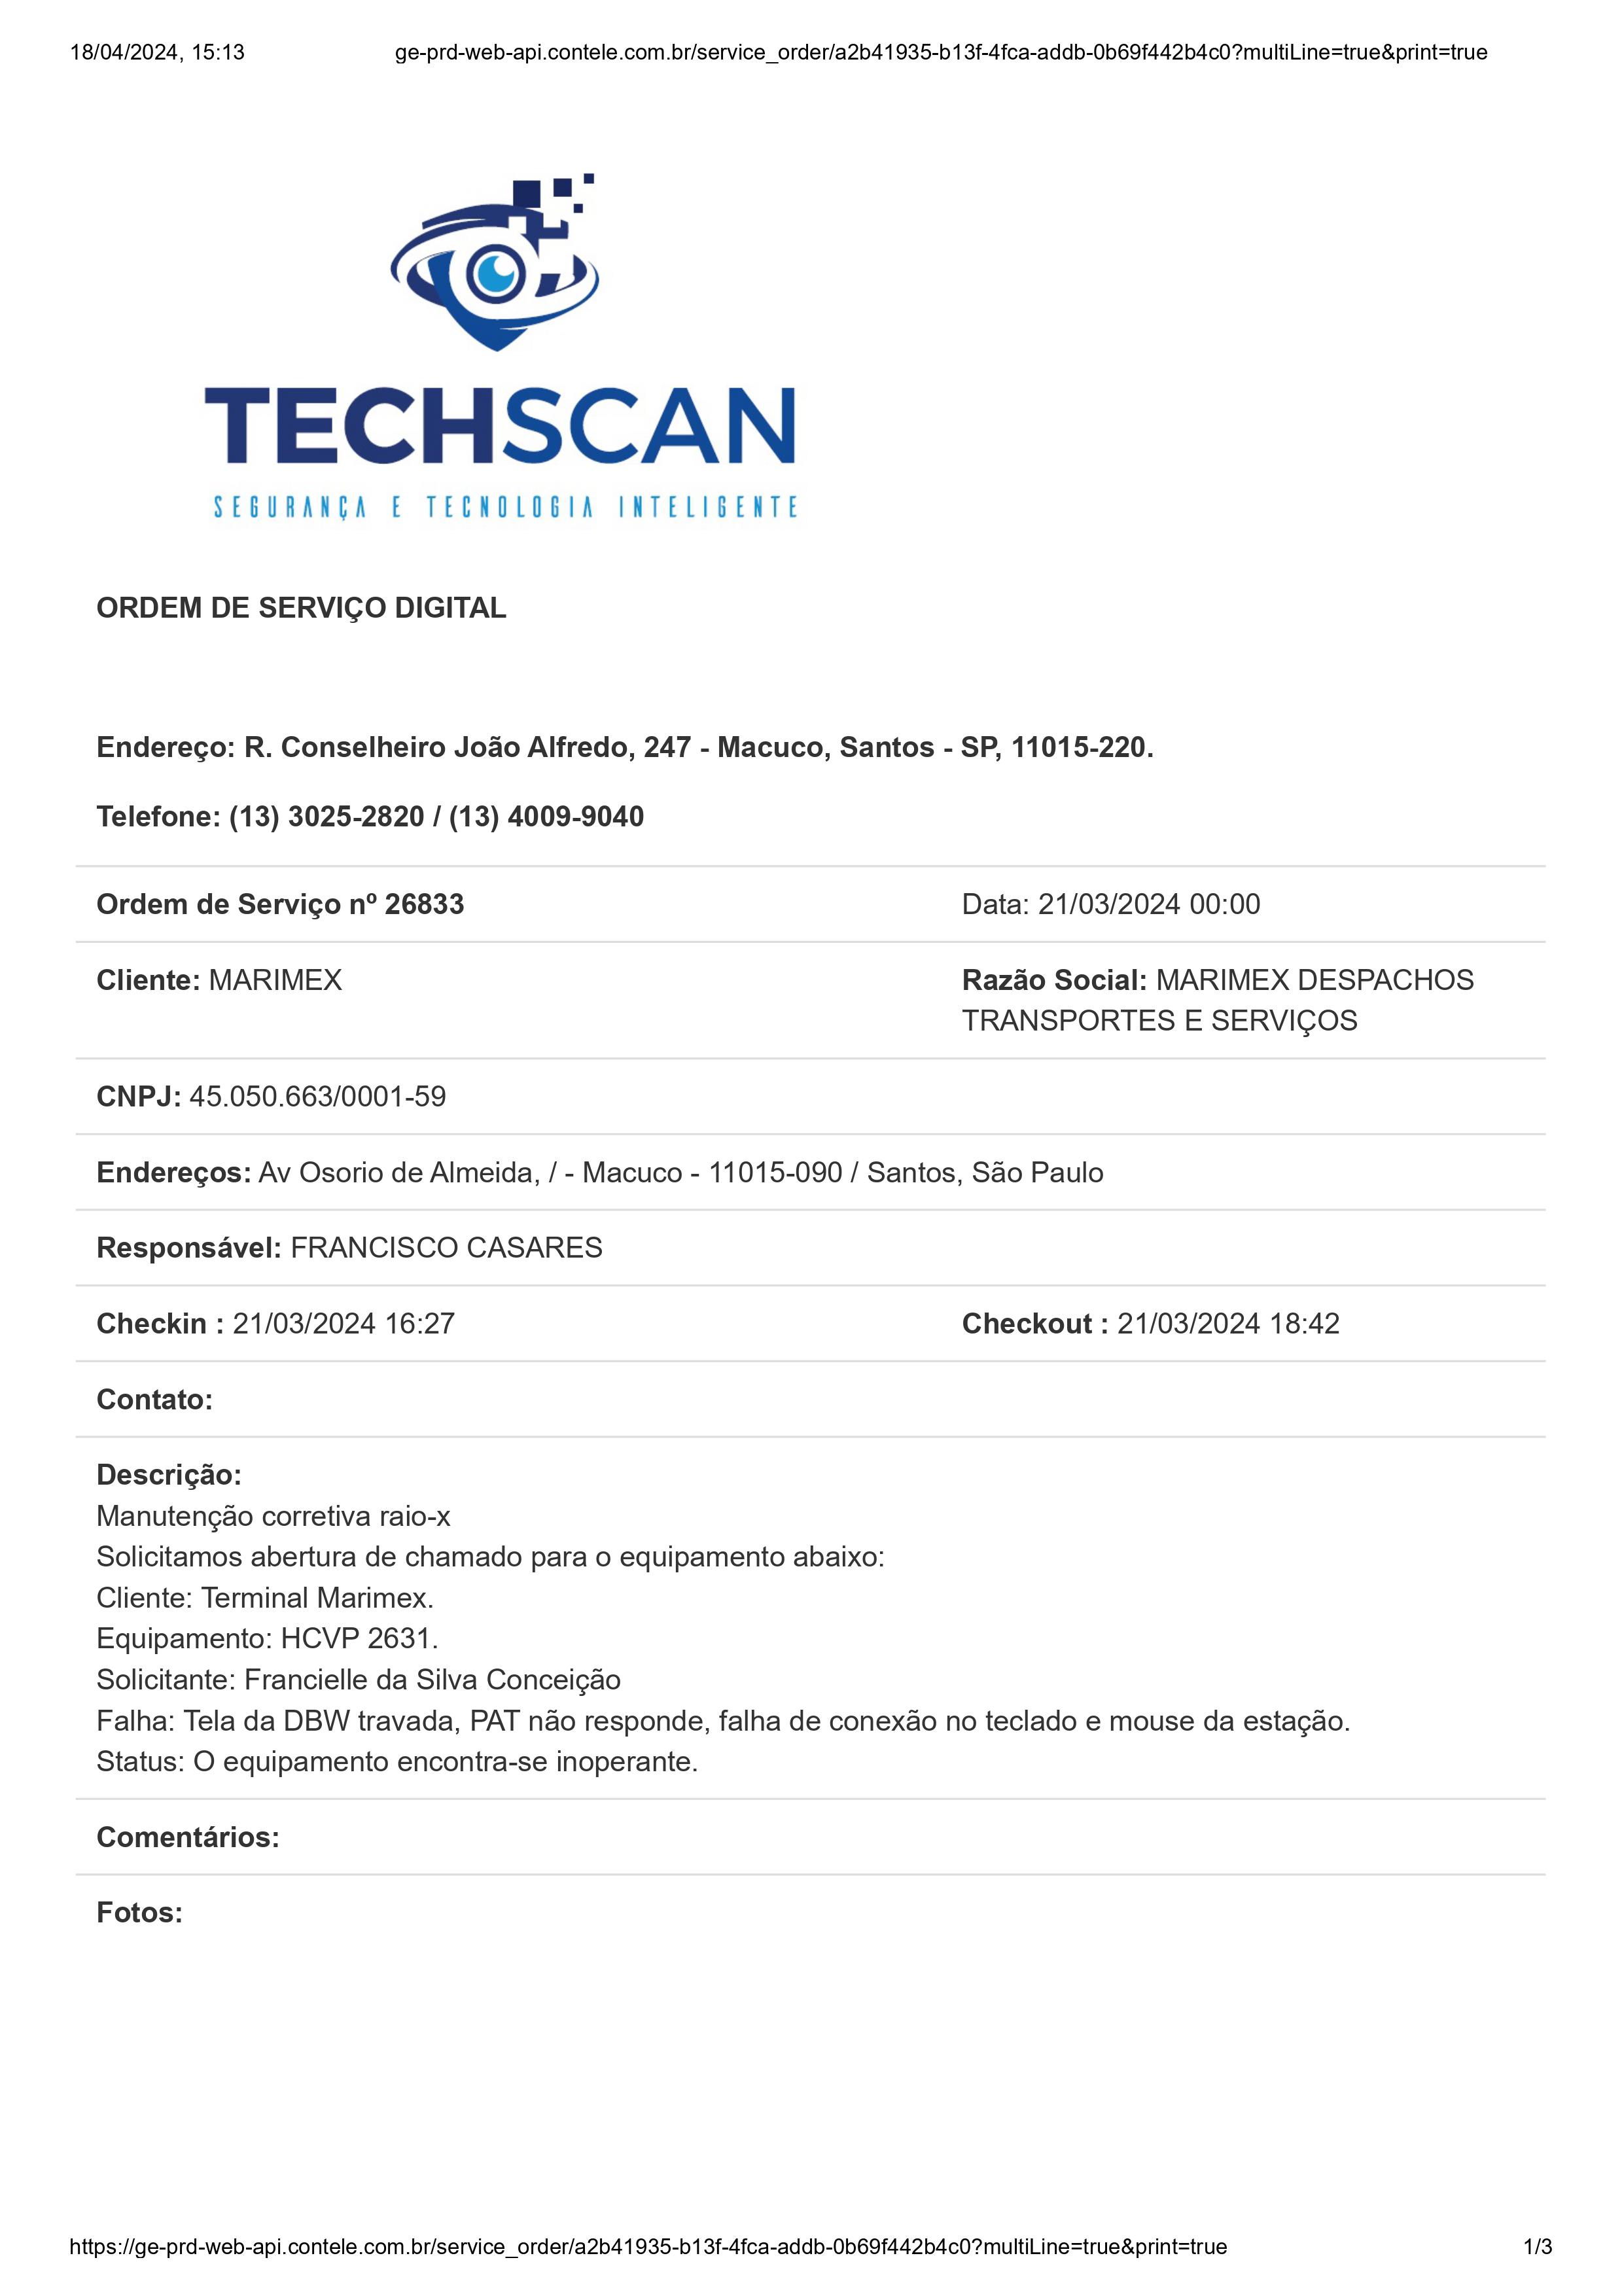 18/04/2024, 15:13
ge-prd-web-api.contele.com.br/service_order/a2b41935-b13f-4fca-addb-0b69f442b4c0?multiLine=true&print=true
TECHSCAN
SEGURANÇA E TECNOLOGIA INTELIGENTE
ORDEM DE SERVIÇO DIGITAL
Endereço: R. Conselheiro João Alfredo, 247 - Macuco, Santos - SP, 11015-220.
Telefone: (13) 3025-2820 / (13) 4009-9040
Ordem de Serviço nº 26833
Data: 21/03/2024 00:00
Cliente: MARIMEX
Razão Social: MARIMEX DESPACHOS
TRANSPORTES E SERVIÇOS
CNPJ: 45.050.663/0001-59
Endereços: Av Osorio de Almeida, / - Macuco - 11015-090 / Santos, São Paulo
Responsável: FRANCISCO CASARES
Checkin : 21/03/2024 16:27
Checkout : 21/03/2024 18:42
Contato:
Descrição:
Manutenção corretiva raio-x
Solicitamos abertura de chamado para o equipamento abaixo:
Cliente: Terminal Marimex.
Equipamento: HCVP 2631.
Solicitante: Francielle da Silva Conceição
Falha: Tela da DBW travada, PAT não responde, falha de conexão no teclado e mouse da estação.
Status: O equipamento encontra-se inoperante.
Comentários:
Fotos:
https://ge-prd-web-api.contele.com.br/service_order/a2b41935-b13f-4fca-addb-0b69f442b4c0?multiLine=true&print=true
1/3